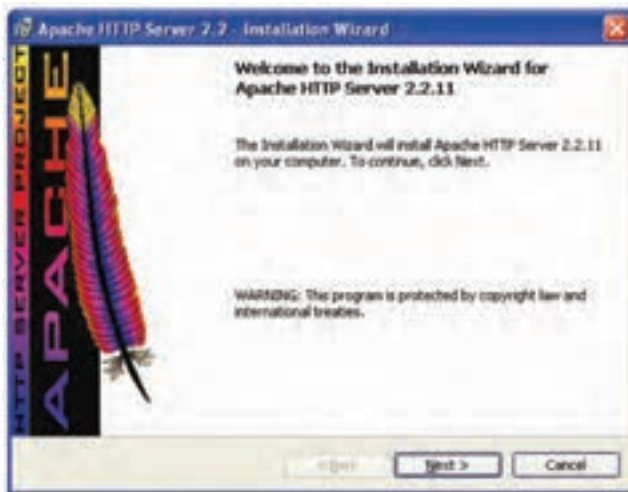 Apache HTTP Server 2.2 - Installation Wizard
HTTP SERVER PROJECT
APACHE
Welcome to the Installation Wizard for
Apache HTTP Server 2.2.11
The Installation Wizard will install Apache HTTP Server 2.2.11
on your computer. To continue, click Next.
WARNING: This program is protected by copyright law and
international treaties.
< Back
Next >
Cancel